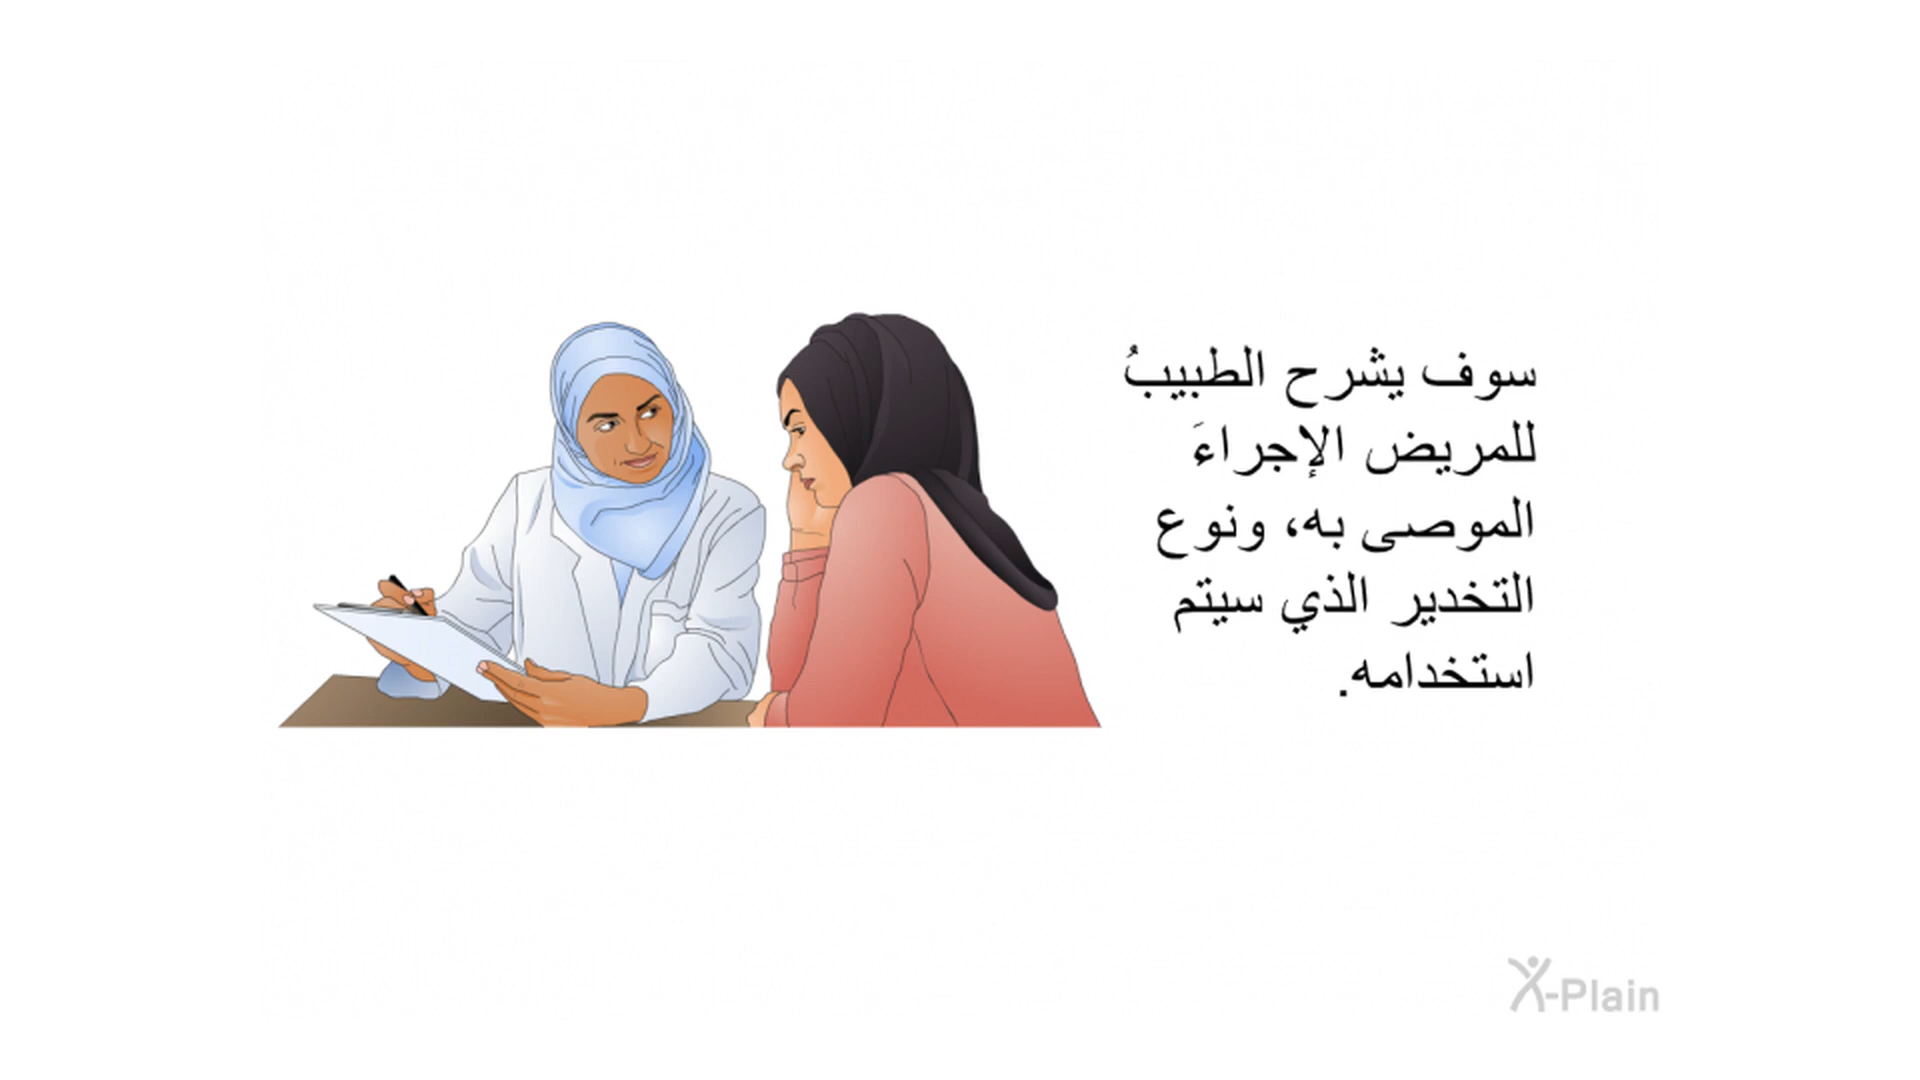 سوف يشرح الطبيبُ
للمريض الإجراءَ
الموصى به، ونوع
التخدير الذي سيتم
استخدامه.
X-Plain